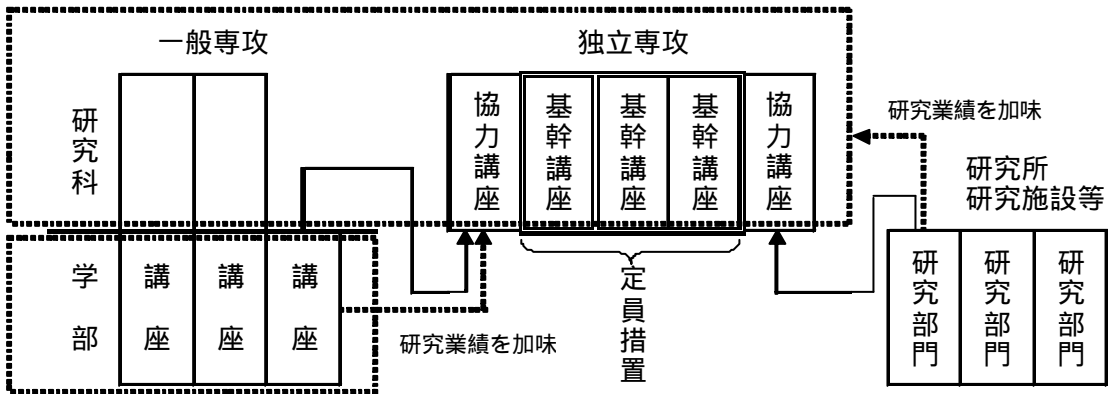 一般専攻
独立専攻
研究科
協力講座
基幹講座
基幹講座
基幹講座
協力講座
研究業績を加味
研究所
研究施設等
学部
講座
講座
講座
研究業績を加味
定員措置
研究部門
研究部門
研究部門